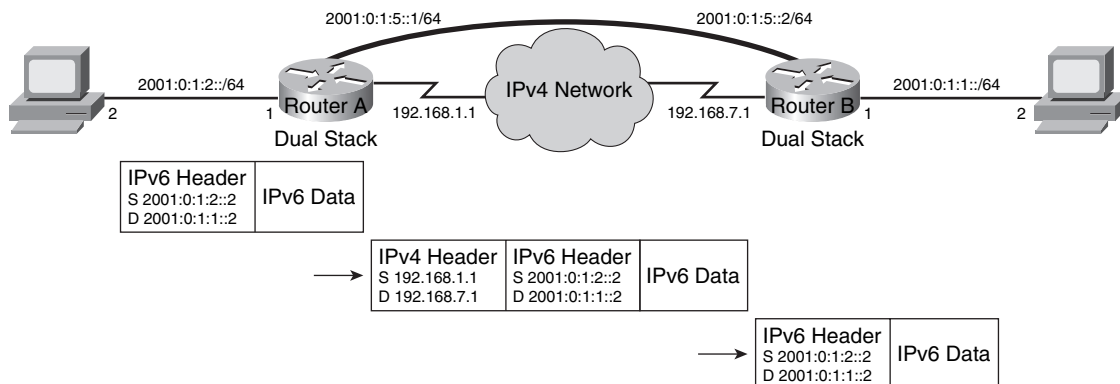 2001:0:1:5::1/64
2001:0:1:5::2/64
2001:0:1:2::/64
2001:0:1:1::/64
IPv4 Network
Router A
Router B
2
1
192.168.1.1
192.168.7.1
1
2
Dual Stack
Dual Stack
IPv6 Header
S 2001:0:1:2::2
D 2001:0:1:1::2
IPv6 Data
IPv4 Header
S 192.168.1.1
D 192.168.7.1
IPv6 Header
S 2001:0:1:2::2
D 2001:0:1:1::2
IPv6 Data
IPv6 Header
S 2001:0:1:2::2
D 2001:0:1:1::2
IPv6 Data